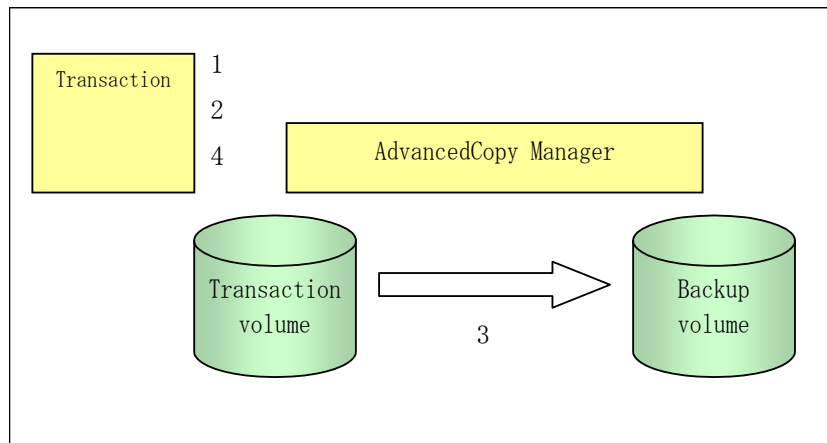 Transaction
1
2
4
AdvancedCopy Manager
Transaction
volume
3
Backup
volume